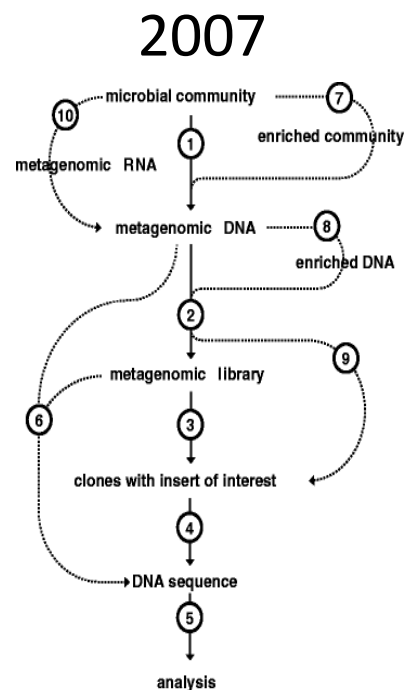 2007
microbial community
7
10
enriched community
1
metagenomic RNA
metagenomic DNA
8
enriched DNA
2
9
metagenomic library
6
3
clones with insert of interest
4
DNA sequence
5
analysis